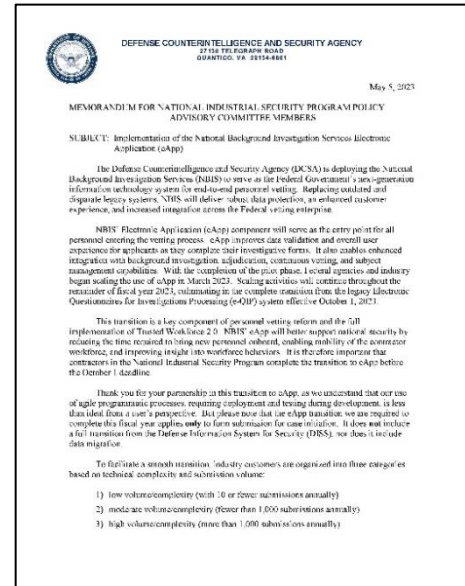 DEFENSE COUNTERINTELLIGENCE AND SECURITY AGENCY
27130 TELEGRAPH ROAD
QUANTICO, VA 22134-6601
May 5, 2023
MEMORANDUM FOR NATIONAL INDUSTRIAL SECURITY PROGRAM POLICY
ADVISORY COMMITTEE MEMBERS
SUBJECT: Implementation of the National Background Investigation Services Electronic
Application (eApp)
The Defense Counterintelligence and Security Agency (DCSA) is deploying the National
Background Investigation Services (NBIS) to serve as the Federal Government's next-generation
information technology system for end-to-end personnel vetting. Replacing outdated and
disparate legacy systems, NBIS will deliver robust data protection, an enhanced customer
experience, and increased integration across the Federal vetting enterprise.
NBIS' Electronic Application (eApp) component will serve as the entry point for all
personnel entering the vetting process. eApp improves data validation and overall user
experience for applicants as they complete their investigative forms. It also enables enhanced
integration with background investigation, adjudication, continuous vetting, and subject
management capabilities. With the completion of the pilot phase, Federal agencies and industry
began scaling the use of eApp in March 2023. Scaling activities will continue throughout the
remainder of fiscal year 2023, culminating in the complete transition from the legacy Electronic
Questionnaires for Investigations Processing (e-QIP) system effective October 1, 2023.
This transition is a key component of personnel vetting reform and the full
implementation of Trusted Workforce 2.0. NBIS' eApp will better support national security by
reducing the time required to bring new personnel onboard, enabling mobility of the contractor
workforce, and improving insight into workforce behaviors. It is therefore important that
contractors in the National Industrial Security Program complete the transition to eApp before
the October 1 deadline.
Thank you for your partnership in this transition to eApp, as we understand that our use
of agile programmatic processes, requiring deployment and testing during development, is less
than ideal from a user's perspective. But please note that the eApp transition we are required to
complete this fiscal year applies only to form submission for case initiation. It does not include
a full transition from the Defense Information System for Security (DISS), nor does it include
data migration.
To facilitate a smooth transition, industry customers are organized into three categories
based on technical complexity and submission volume:
1) low volume/complexity (with 10 or fewer submissions annually)
2) moderate volume/complexity (fewer than 1,000 submissions annually)
3) high volume/complexity (more than 1,000 submissions annually)